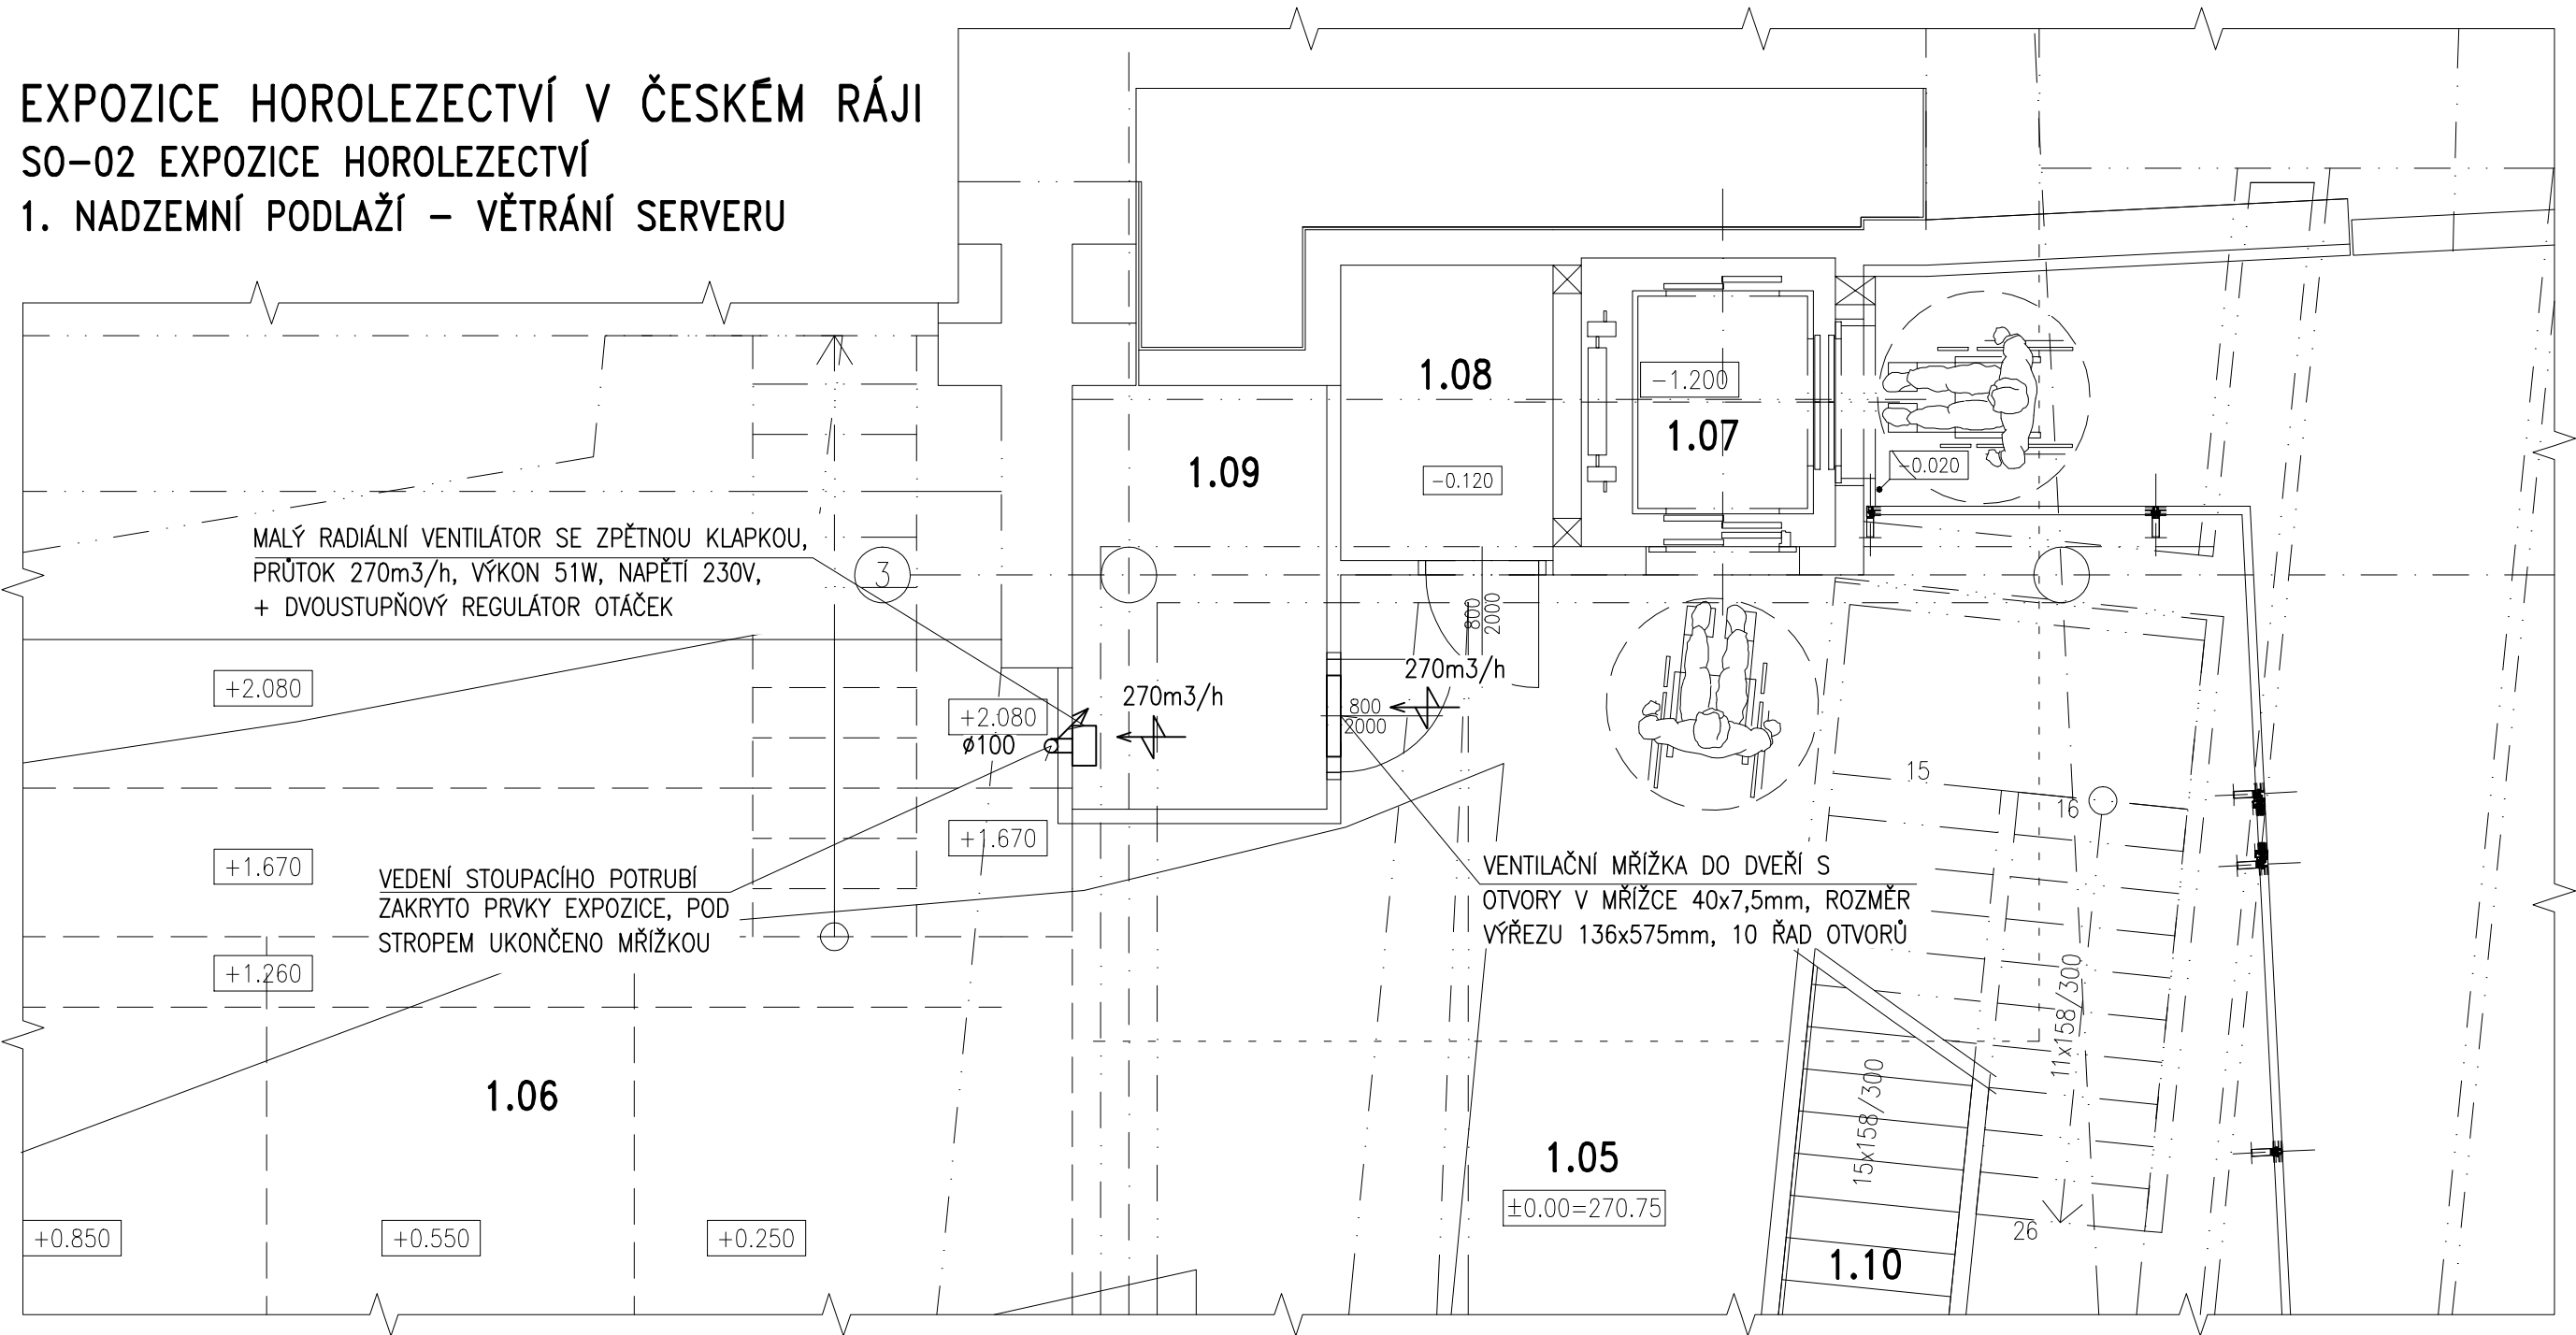 EXPOZICE HOROLEZECTVÍ V ČESKÉM RÁJI
SO-02 EXPOZICE HOROLEZECTVÍ
1. NADZEMNÍ PODLAŽÍ – VĚTRÁNÍ SERVERU
1.08
-1.200
1.07
1.09
-0.120
-0.020
MALÝ RADIÁLNÍ VENTILÁTOR SE ZPĚTNOU KLAPKOU,
PRŮTOK 270m3/h, VÝKON 51W, NAPĚTÍ 230V,
+ DVOUSTUPŇOVÝ REGULÁTOR OTÁČEK
3
800
2000
+2.080
270m3/h
270m3/h
+2.080
ø100
800
2000
15
16
+1.670
+1.670
VEDENÍ STOUPACÍHO POTRUBÍ
ZAKRYTO PRVKY EXPOZICE, POD
STROPEM UKONČENO MŘÍŽKOU
VENTILAČNÍ MŘÍŽKA DO DVEŘÍ S
OTVORY V MŘÍŽCE 40x7,5mm, ROZMĚR
VÝŘEZU 136x575mm, 10 ŘAD OTVORŮ
+1.260
11x158/300
15x158/300
1.06
1.05
±0.00=270.75
+0.850
+0.550
+0.250
26
1.10